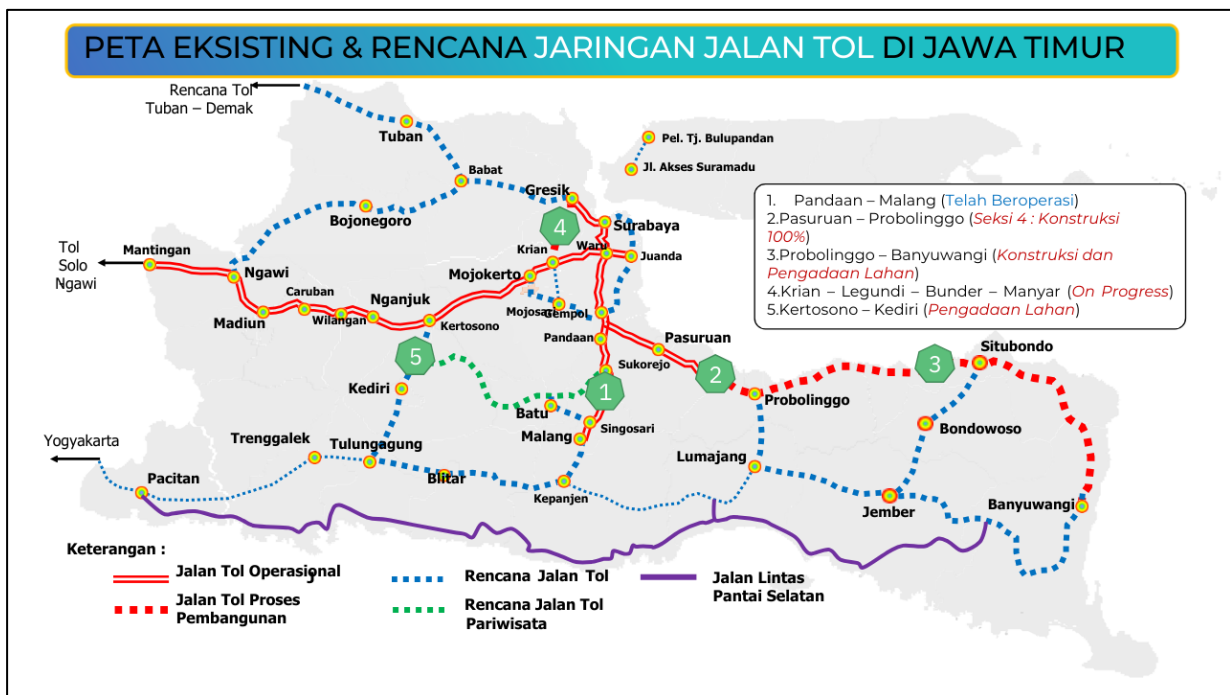 PETA EKSISTING & RENCANA JARINGAN JALAN TOL DI JAWA TIMUR
Rencana Tol
Tuban – Demak
Tuban
Pel. Tj. Bulupandan
Babat
Jl. Akses Suramadu
Gresik
Bojonegoro
Surabaya
4
1. Pandaan – Malang (Telah Beroperasi)
2.Pasuruan – Probolinggo (Seksi 4 : Konstruksi
100%)
3.Probolinggo – Banyuwangi (Konstruksi dan
Pengadaan Lahan)
4.Krian – Legundi – Bunder – Manyar (On Progress)
5.Kertosono – Kediri (Pengadaan Lahan)
Tol
Solo
Ngawi
Mantingan
Krian
Waru
Juanda
Ngawi
Mojokerto
Caruban
Nganjuk
Madiun
Wilangan
Kertosono
Mojosari
Gempol
Pandaan
Pasuruan
Sukorejo
Situbondo
5
2
3
Kediri
1
Probolinggo
Batu
Singosari
Bondowoso
Yogyakarta
Trenggalek
Tulungagung
Malang
Lumajang
Pacitan
Blitar
Kepanjen
Jember
Banyuwangi
Keterangan :
Jalan Tol Operasional
Rencana Jalan Tol
Jalan Lintas
Pantai Selatan
Jalan Tol Proses
Pembangunan
Rencana Jalan Tol
Pariwisata